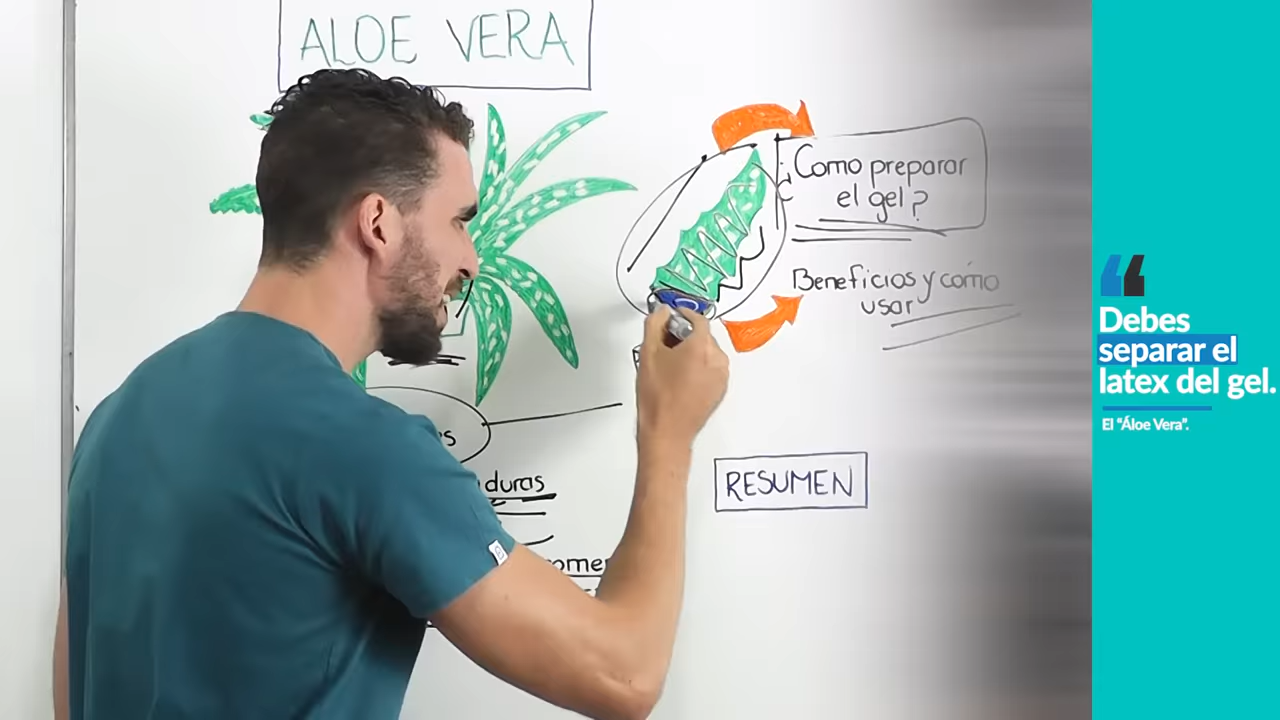 ALOE VERA
¿Como preparar
el gel?
Beneficios y cómo
usar
duras
RESUMEN
Debes
separar el
latex del gel.
El “Áloe Vera”.